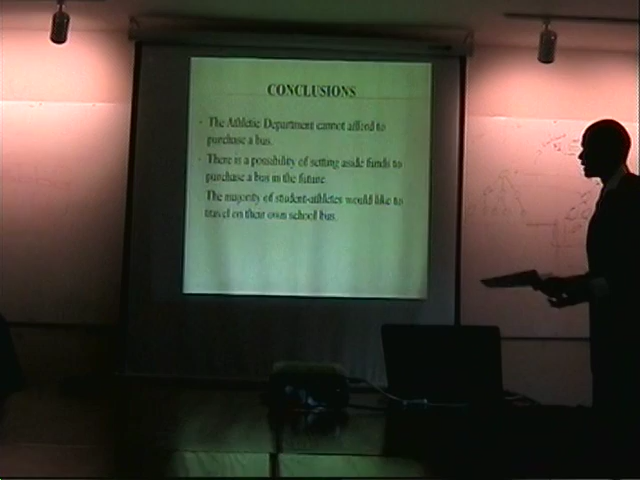 CONCLUSIONS
- The Athletic Department cannot afford to
purchase a bus.
- There is a possibility of setting aside funds to
purchase a bus in the future.
The majority of student-athletes would like to
travel on their own school bus.